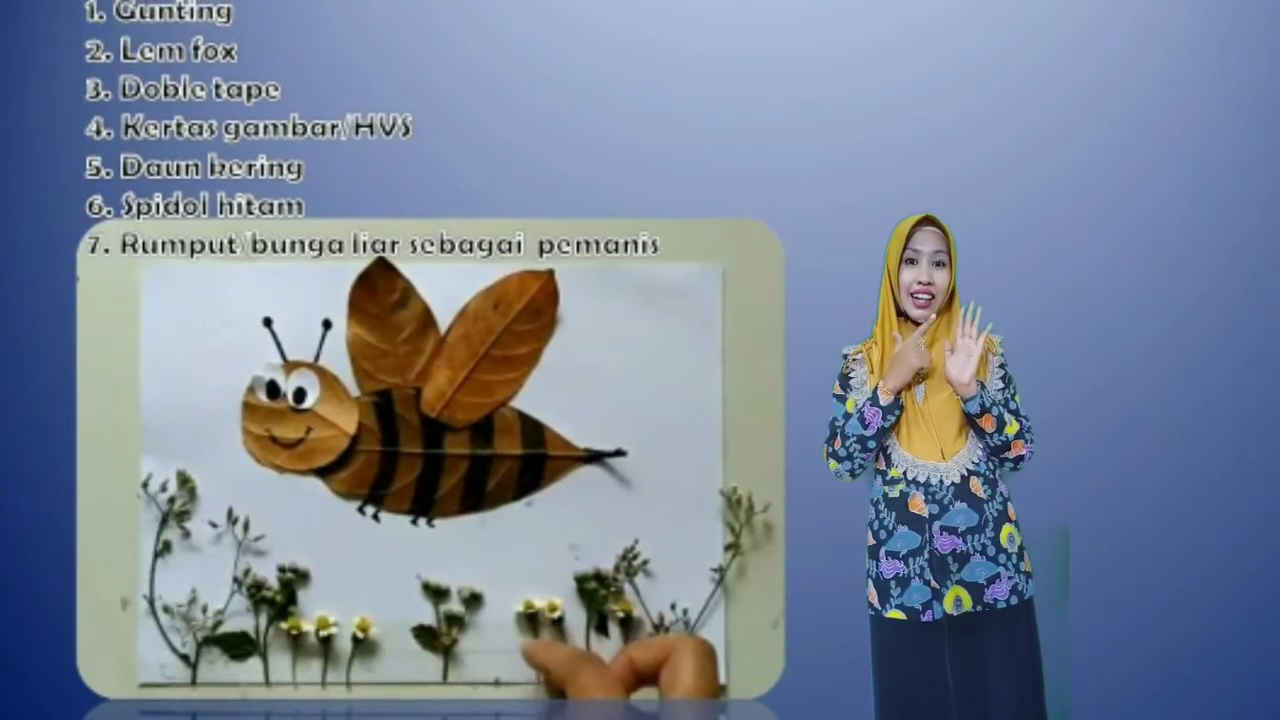 1. Gunting
2. Lem fox
3. Doble tape
4. Kertas gambar/HVS
5. Daun kering
6. Spidol hitam
7. Rumput/bunga liar sebagai pemanis